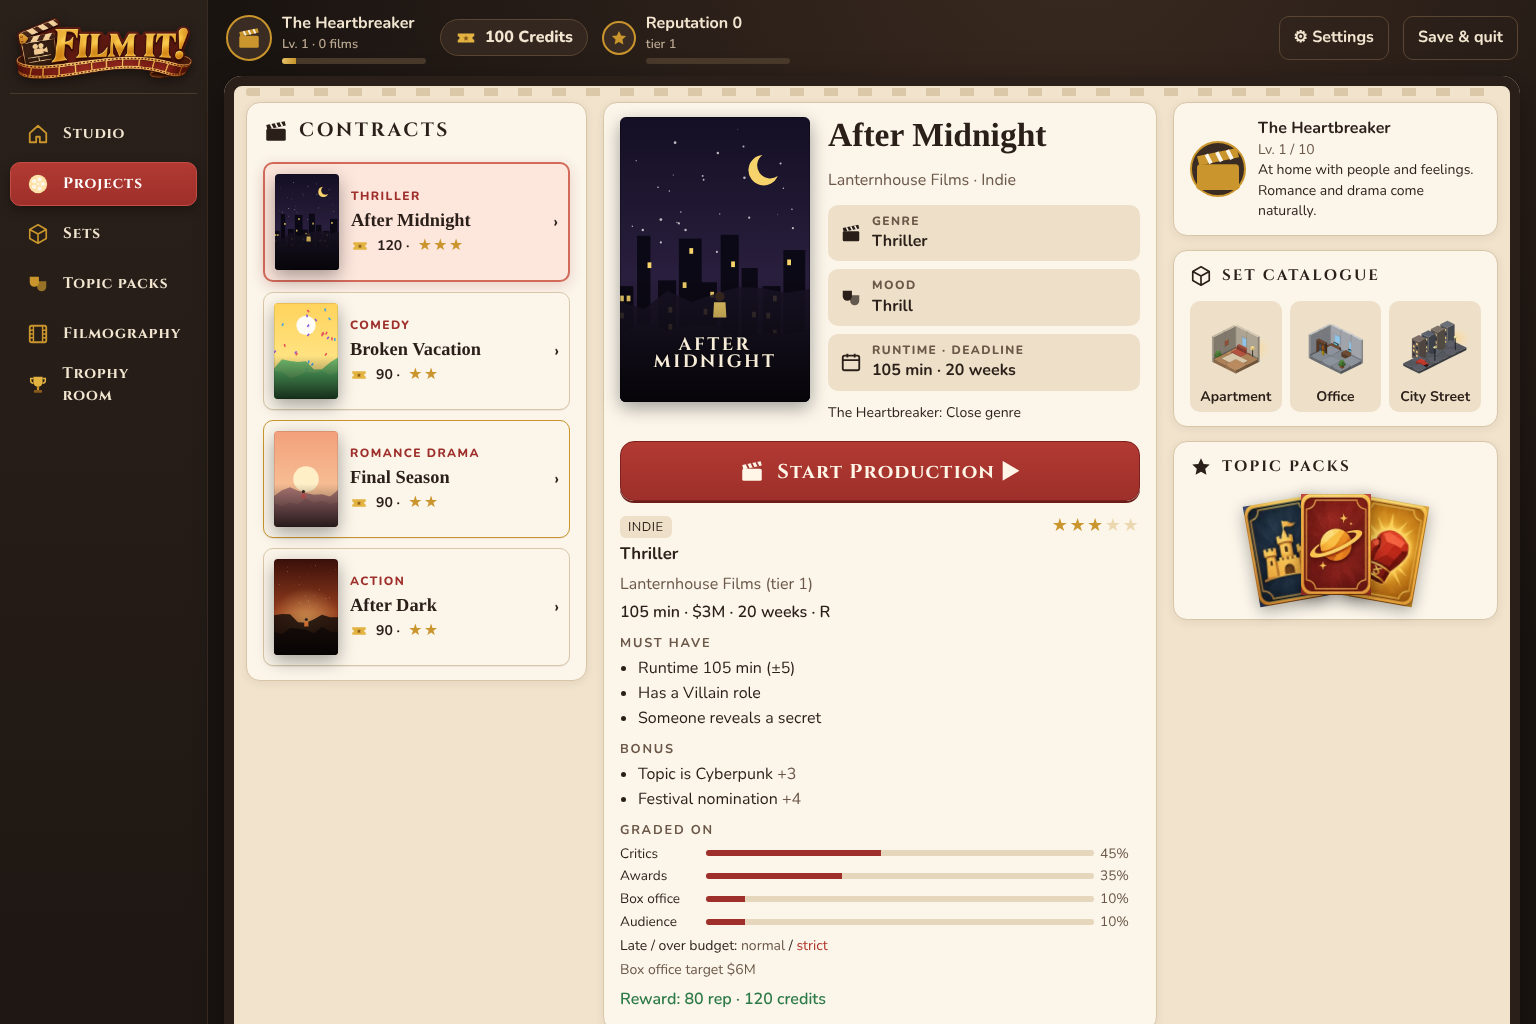 FILM IT!
The Heartbreaker
Lv. 1 · 0 films
100 Credits
Reputation 0
tier 1
⚙ Settings
Save & quit
Studio
Projects
Sets
Topic packs
Filmography
Trophy
room
CONTRACTS
THRILLER
After Midnight
120 · ★★★
›
COMEDY
Broken Vacation
90 · ★★
›
ROMANCE DRAMA
Final Season
90 · ★★
›
ACTION
After Dark
90 · ★★
›
AFTER
MIDNIGHT
After Midnight
Lanternhouse Films · Indie
GENRE
Thriller
MOOD
Thrill
RUNTIME · DEADLINE
105 min · 20 weeks
The Heartbreaker: Close genre
Start Production ▶
INDIE
★★★★★
Thriller
Lanternhouse Films (tier 1)
105 min · $3M · 20 weeks · R
MUST HAVE
• Runtime 105 min (±5)
• Has a Villain role
• Someone reveals a secret
BONUS
• Topic is Cyberpunk +3
• Festival nomination +4
GRADED ON
Critics 45%
Awards 35%
Box office 10%
Audience 10%
Late / over budget: normal / strict
Box office target $6M
Reward: 80 rep · 120 credits
The Heartbreaker
Lv. 1 / 10
At home with people and feelings.
Romance and drama come
naturally.
SET CATALOGUE
Apartment
Office
City Street
TOPIC PACKS